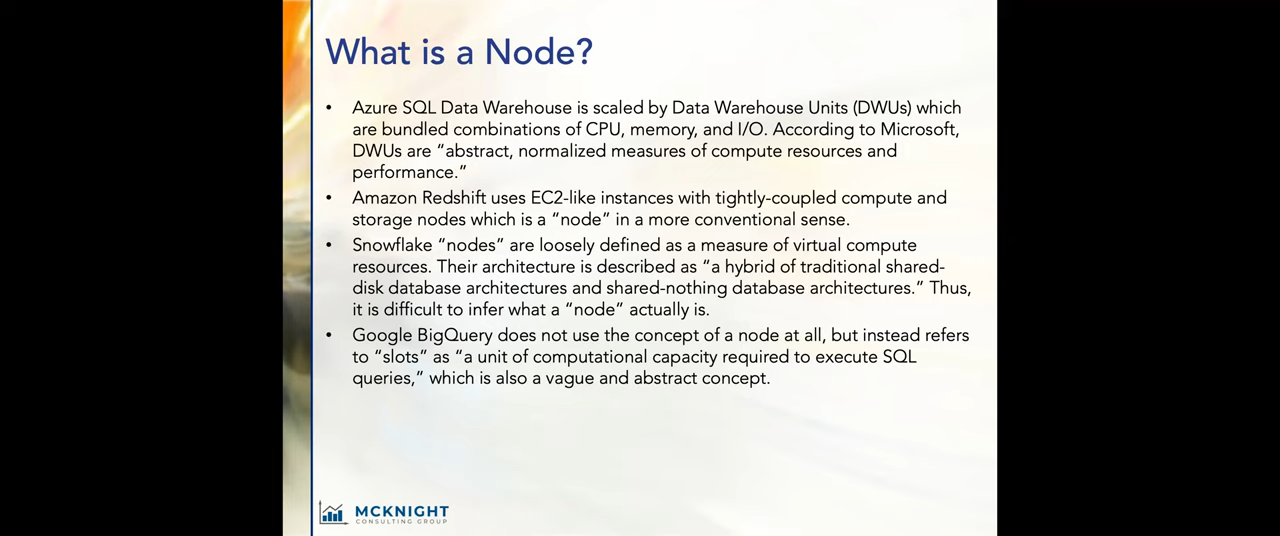 What is a Node?
• Azure SQL Data Warehouse is scaled by Data Warehouse Units (DWUs) which
are bundled combinations of CPU, memory, and I/O. According to Microsoft,
DWUs are “abstract, normalized measures of compute resources and
performance.“
• Amazon Redshift uses EC2-like instances with tightly-coupled compute and
storage nodes which is a “node” in a more conventional sense.
• Snowflake “nodes” are loosely defined as a measure of virtual compute
resources. Their architecture is described as “a hybrid of traditional shared-
disk database architectures and shared-nothing database architectures.” Thus,
it is difficult to infer what a “node” actually is.
• Google BigQuery does not use the concept of a node at all, but instead refers
to “slots” as “a unit of computational capacity required to execute SQL
queries,” which is also a vague and abstract concept.
MCKNIGHT
CONSULTING GROUP